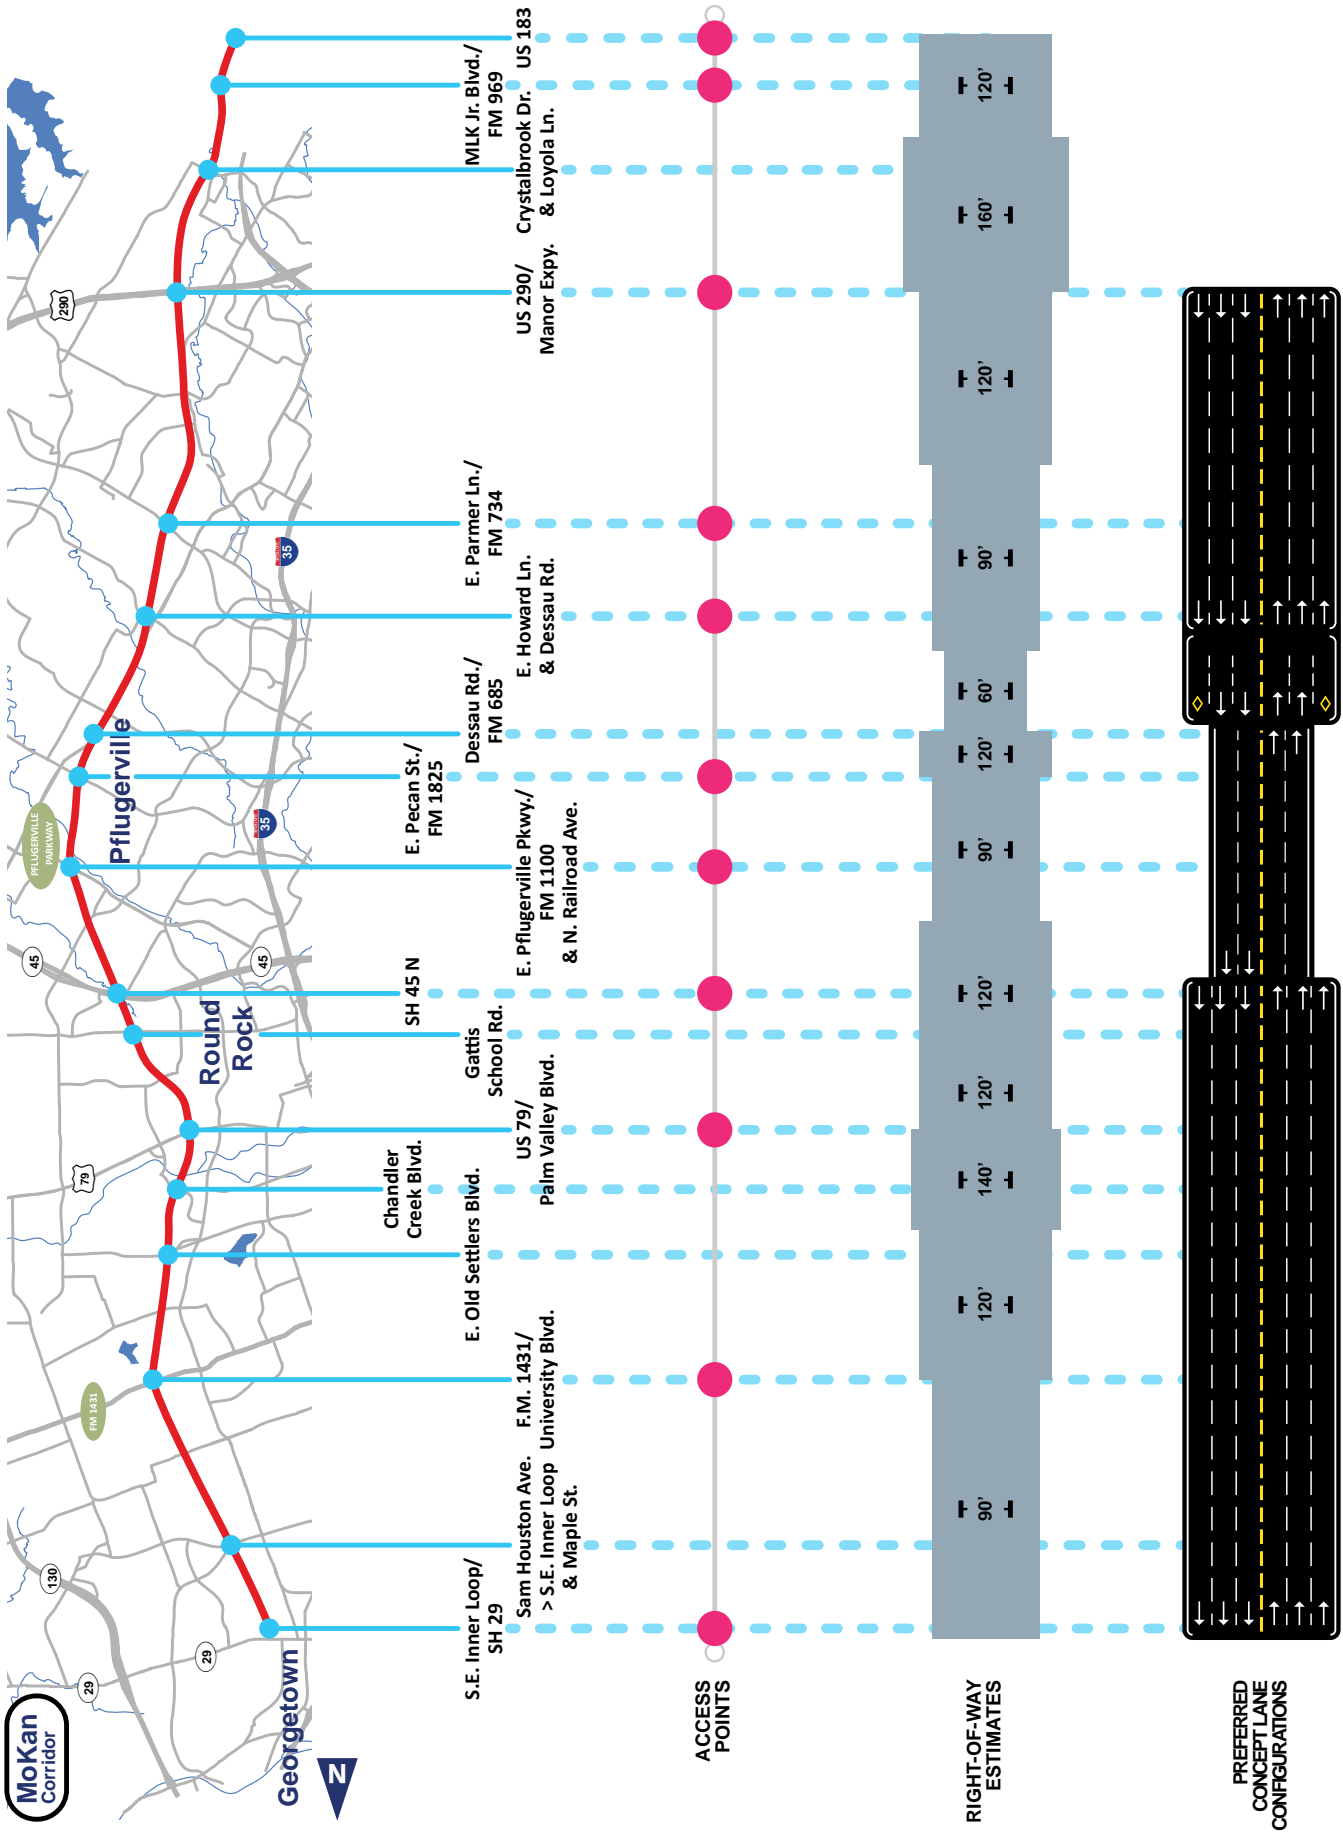 MoKan
Corridor
Georgetown
N
29
29
130
FM 1431
79
Round
Rock
45
45
PFLUGERVILLE
PARKWAY
Pflugerville
35
35
290
S.E. Inner Loop/
SH 29
Sam Houston Ave.
> S.E. Inner Loop
& Maple St.
F.M. 1431/
University Blvd.
E. Old Settlers Blvd.
Chandler
Creek Blvd.
US 79/
Palm Valley Blvd.
Gattis
School Rd.
SH 45 N
E. Pflugerville Pkwy./
FM 1100
& N. Railroad Ave.
E. Pecan St./
FM 1825
Dessau Rd./
FM 685
E. Howard Ln.
& Dessau Rd.
E. Parmer Ln./
FM 734
US 290/
Manor Expy.
Crystalbrook Dr.
& Loyola Ln.
MLK Jr. Blvd./
FM 969
US 183
ACCESS
POINTS
RIGHT-OF-WAY
ESTIMATES
90'
120'
140'
120'
120'
90'
120'
60'
90'
120'
160'
120'
PREFERRED
CONCEPT LANE
CONFIGURATIONS